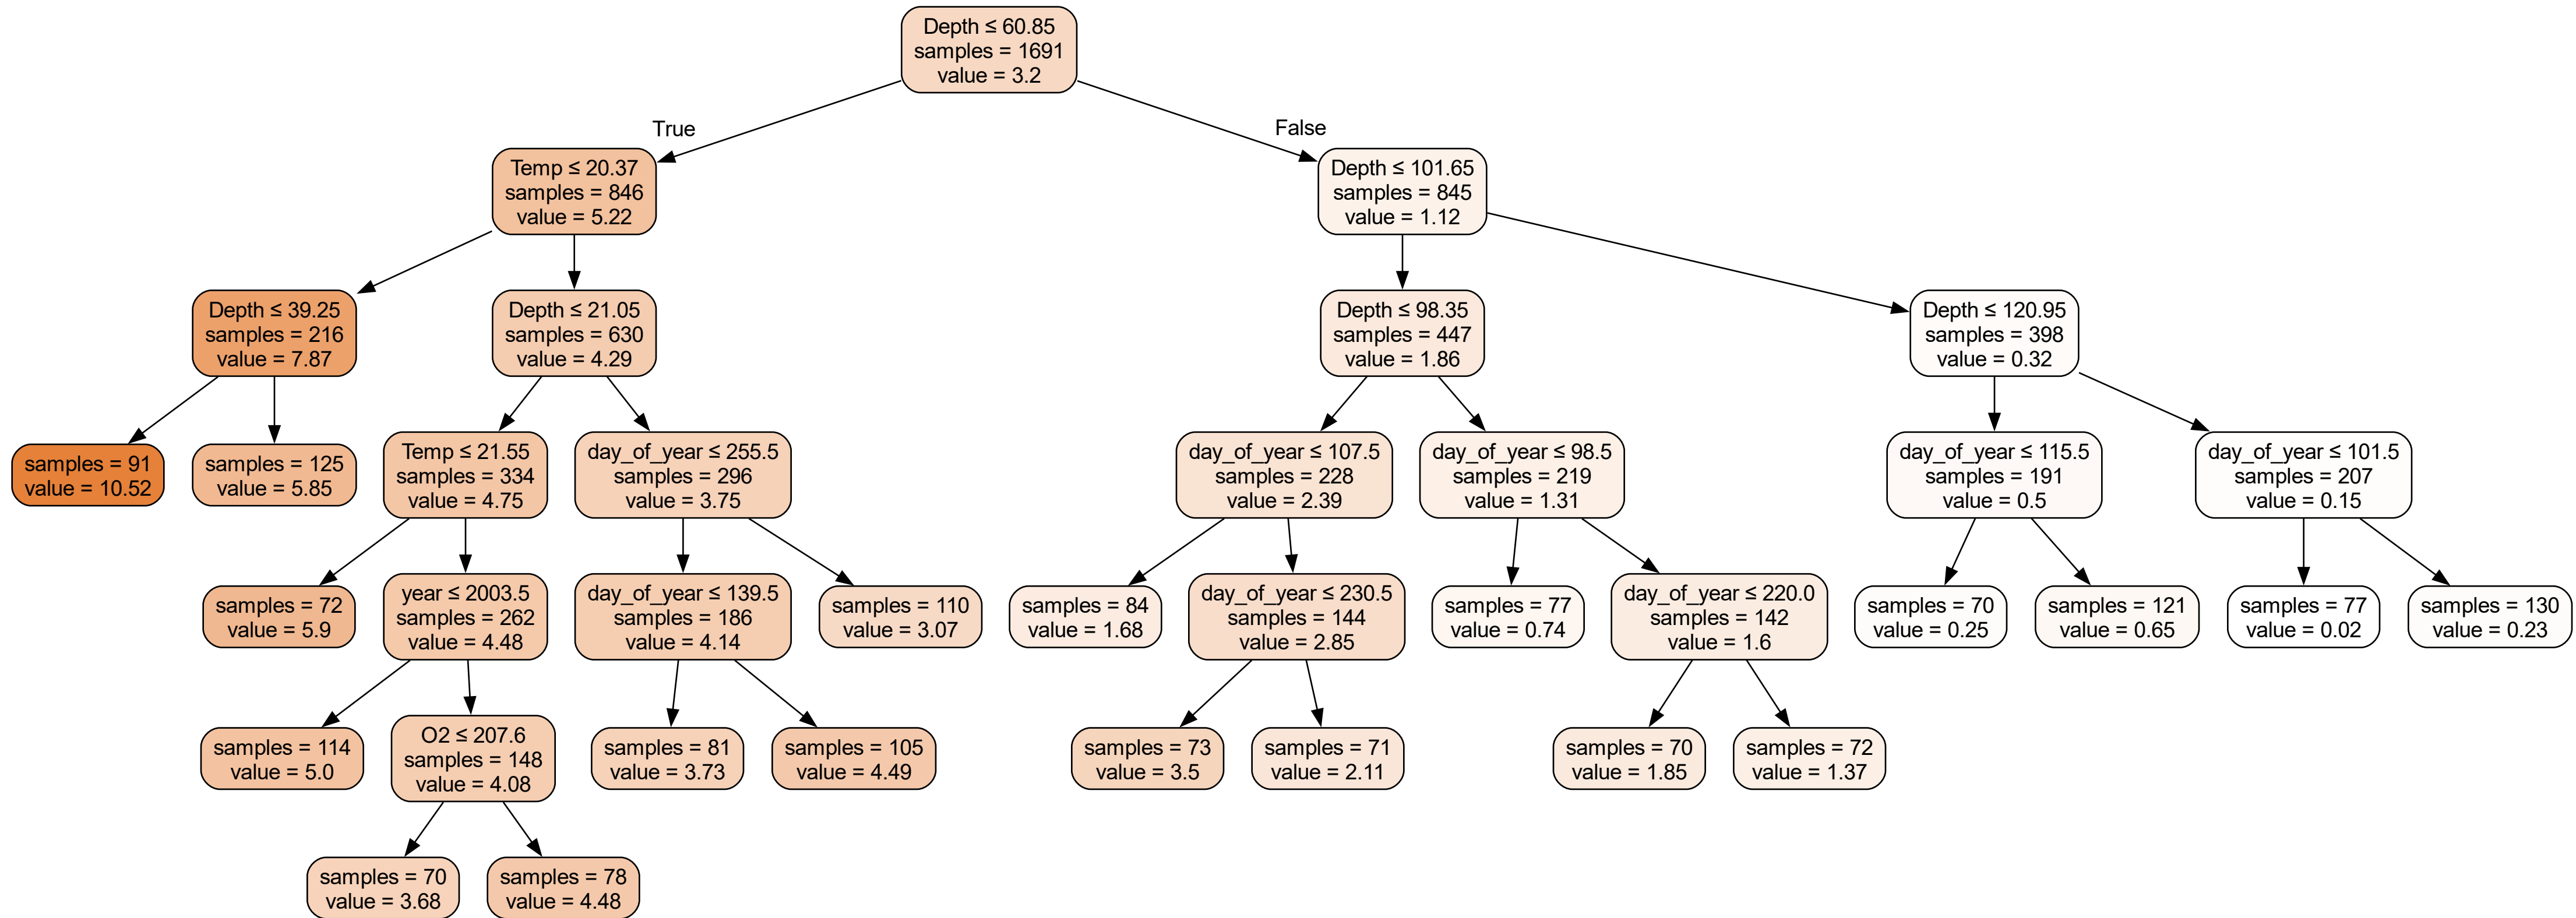 Depth ≤ 60.85
samples = 1691
value = 3.2
True
False
Temp ≤ 20.37
samples = 846
value = 5.22
Depth ≤ 101.65
samples = 845
value = 1.12
Depth ≤ 39.25
samples = 216
value = 7.87
Depth ≤ 21.05
samples = 630
value = 4.29
Depth ≤ 98.35
samples = 447
value = 1.86
Depth ≤ 120.95
samples = 398
value = 0.32
samples = 91
value = 10.52
samples = 125
value = 5.85
Temp ≤ 21.55
samples = 334
value = 4.75
day_of_year ≤ 255.5
samples = 296
value = 3.75
day_of_year ≤ 107.5
samples = 228
value = 2.39
day_of_year ≤ 98.5
samples = 219
value = 1.31
day_of_year ≤ 115.5
samples = 191
value = 0.5
day_of_year ≤ 101.5
samples = 207
value = 0.15
samples = 72
value = 5.9
year ≤ 2003.5
samples = 262
value = 4.48
day_of_year ≤ 139.5
samples = 186
value = 4.14
samples = 110
value = 3.07
samples = 84
value = 1.68
day_of_year ≤ 230.5
samples = 144
value = 2.85
samples = 77
value = 0.74
day_of_year ≤ 220.0
samples = 142
value = 1.6
samples = 70
value = 0.25
samples = 121
value = 0.65
samples = 77
value = 0.02
samples = 130
value = 0.23
samples = 114
value = 5.0
O2 ≤ 207.6
samples = 148
value = 4.08
samples = 81
value = 3.73
samples = 105
value = 4.49
samples = 73
value = 3.5
samples = 71
value = 2.11
samples = 70
value = 1.85
samples = 72
value = 1.37
samples = 70
value = 3.68
samples = 78
value = 4.48